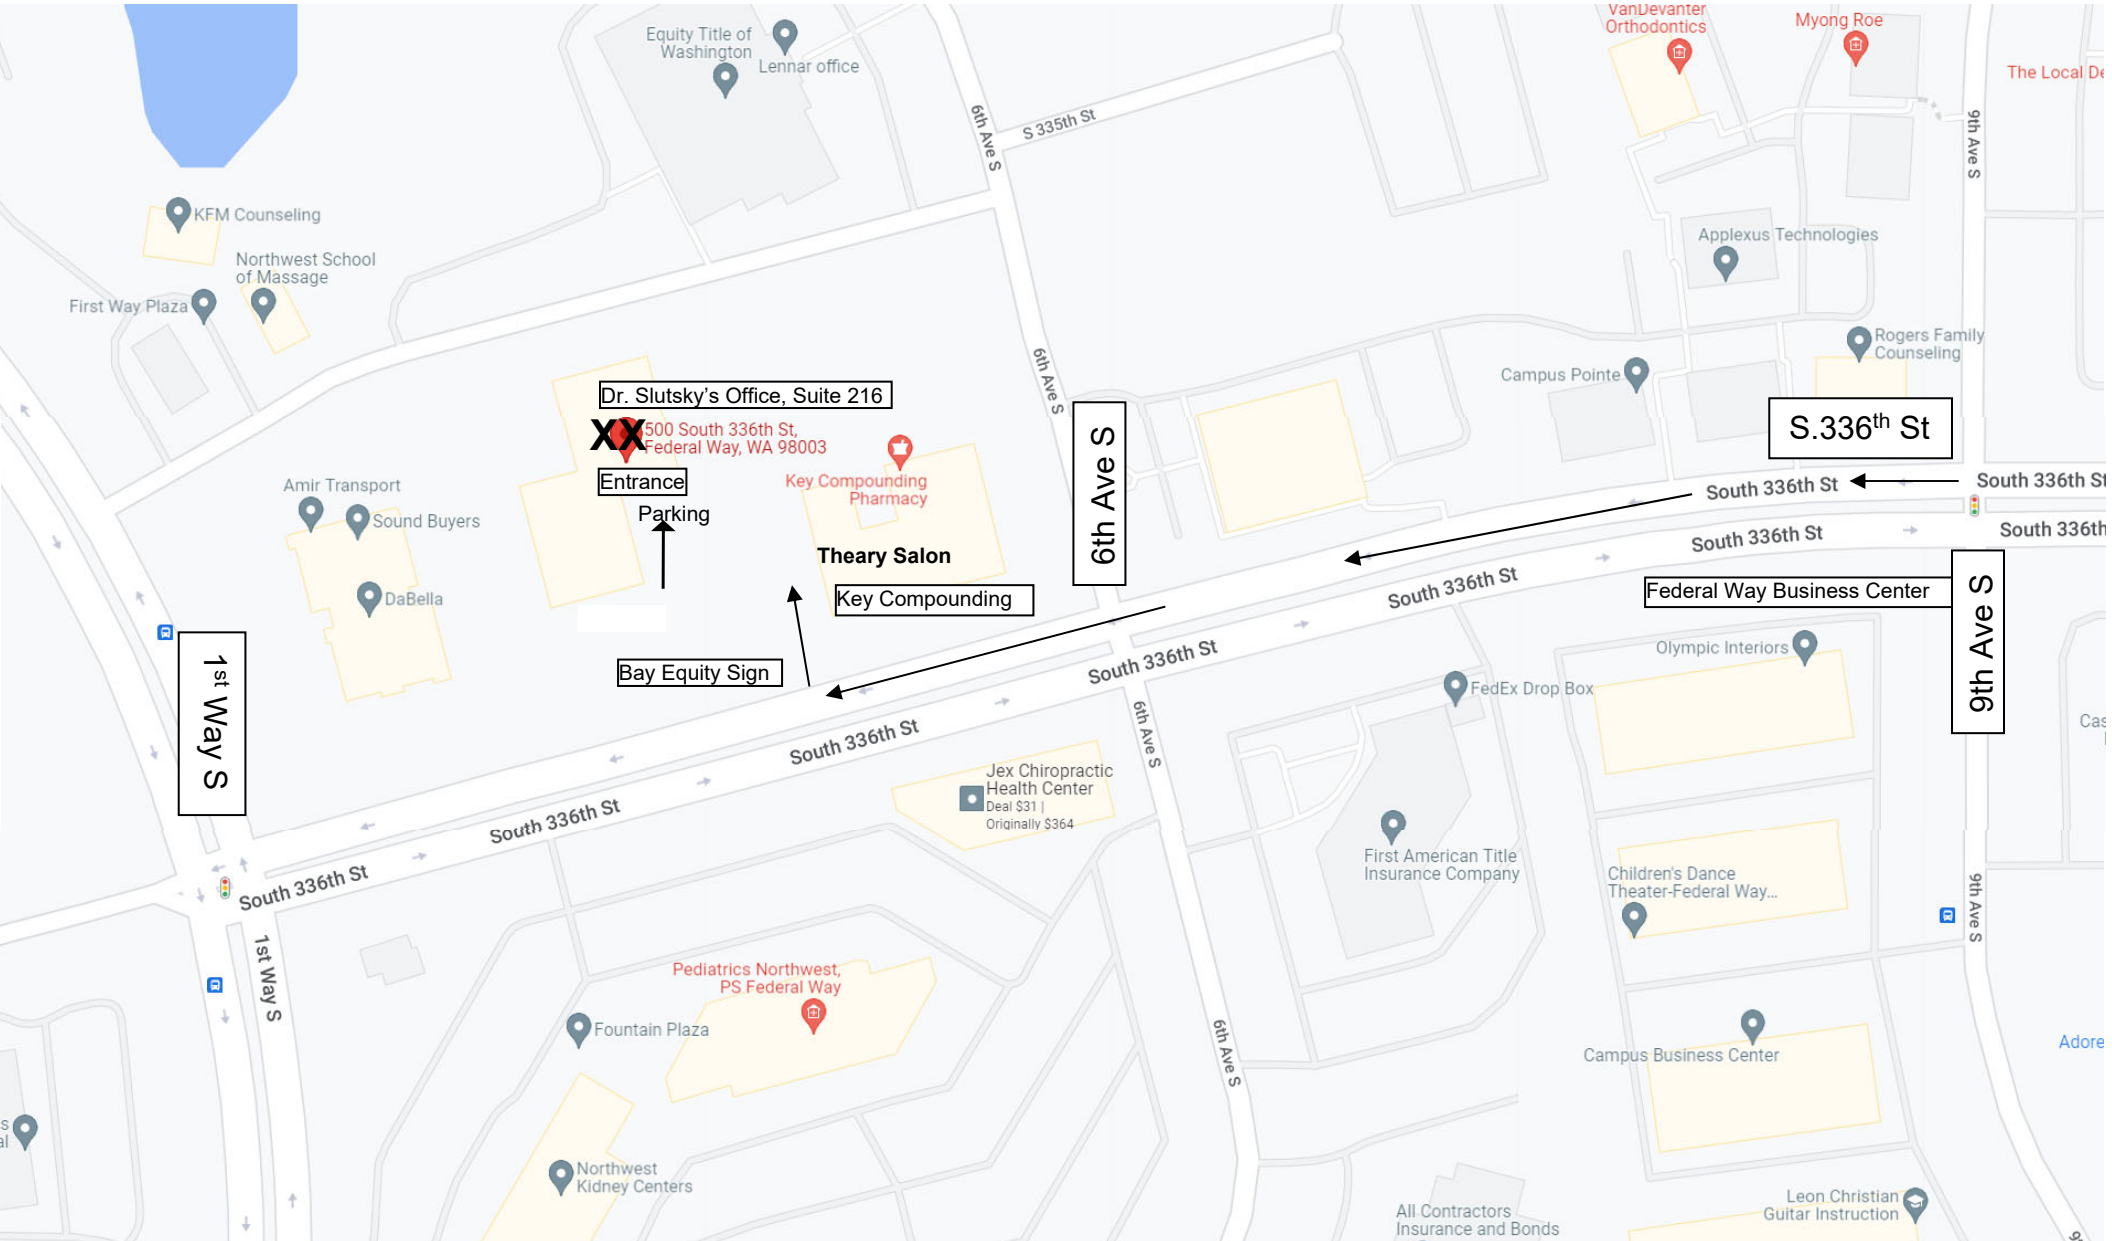 VanDevanter
Orthodontics
Myong Roe
Equity Title of
Washington
Lennar office
The Local De
6th Ave S
S 335th St
9th Ave S
KFM Counseling
Northwest School
of Massage
First Way Plaza
Applexus Technologies
Rogers Family
Counseling
Campus Pointe
6th Ave S
Dr. Slutsky’s Office, Suite 216
XX
500 South 336th St,
Federal Way, WA 98003
Entrance
Parking
Key Compounding
Pharmacy
Theary Salon
Key Compounding
6th Ave S
S.336th St
South 336th St
South 336th St
South 336th St
South 336th
South 336th St
Federal Way Business Center
9th Ave S
Amir Transport
Sound Buyers
DaBella
Bay Equity Sign
1st Way S
Olympic Interiors
FedEx Drop Box
South 336th St
South 336th St
6th Ave S
Cas
Jex Chiropractic
Health Center
Deal $31 |
Originally $364
South 336th St
First American Title
Insurance Company
Children's Dance
Theater-Federal Way...
South 336th St
1st Way S
9th Ave S
Pediatrics Northwest,
PS Federal Way
Fountain Plaza
6th Ave S
Campus Business Center
Adore
s
al
Northwest
Kidney Centers
All Contractors
Insurance and Bonds
Leon Christian
Guitar Instruction